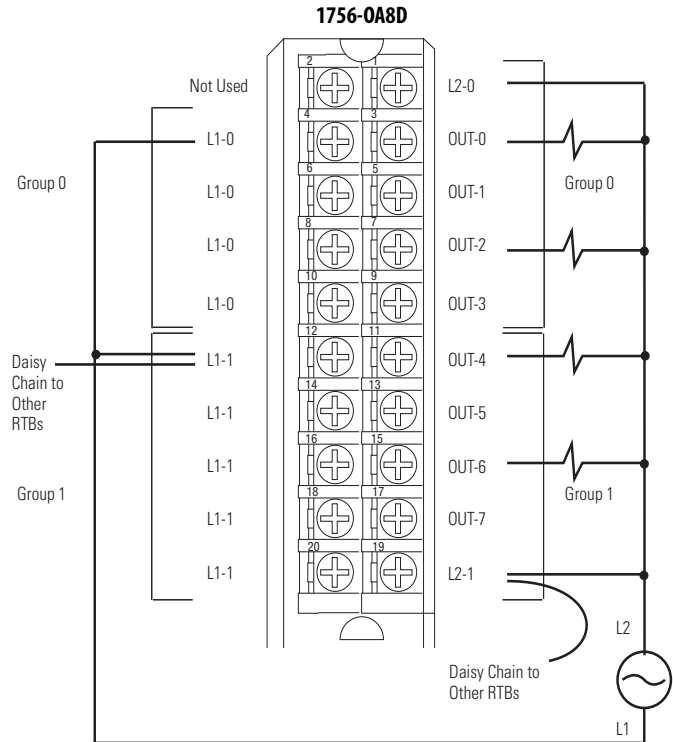 1756-OA8D
2 1
Not Used L2-0
4 3
L1-0 OUT-0
6 5
Group 0 L1-0 OUT-1 Group 0
8 7
L1-0 OUT-2
10 9
L1-0 OUT-3
12 11
L1-1 OUT-4
Daisy
Chain to
Other
RTBs
14 13
L1-1 OUT-5
16 15
L1-1 OUT-6
Group 1 Group 1
18 17
L1-1 OUT-7
20 19
L1-1 L2-1
L2
Daisy Chain to
Other RTBs
L1